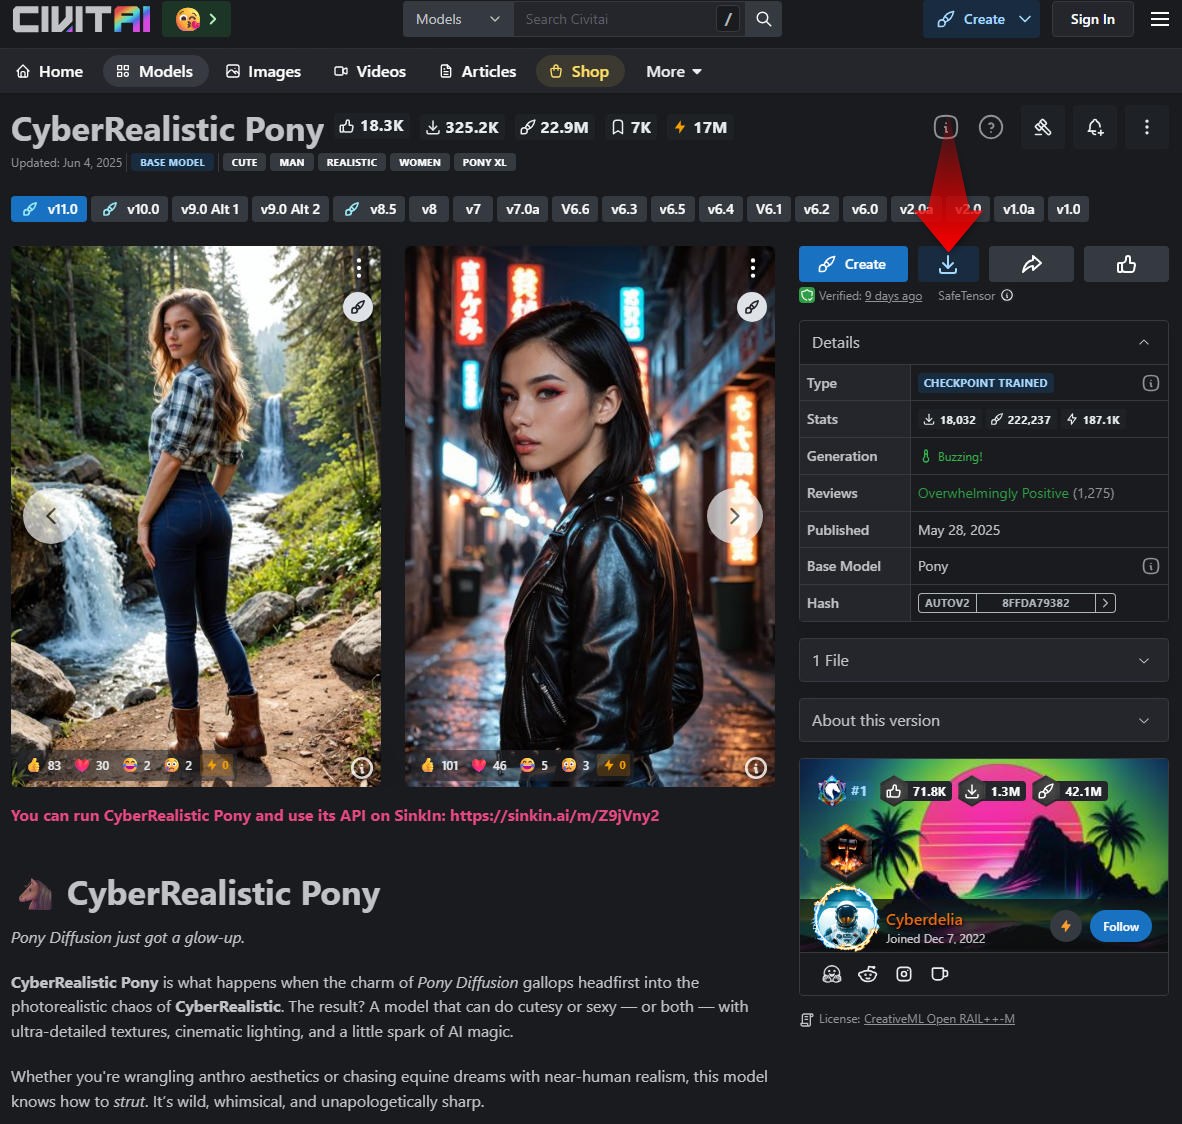 CIVITAI
Models
Search Civitai
/
Create
Sign In
Home
Models
Images
Videos
Articles
Shop
More
CyberRealistic Pony
18.3K
325.2K
22.9M
7K
17M
Updated: Jun 4, 2025
BASE MODEL
CUTE
MAN
REALISTIC
WOMEN
PONY XL
v11.0
v10.0
v9.0 Alt 1
v9.0 Alt 2
v8.5
v8
v7
v7.0a
V6.6
v6.3
v6.5
v6.4
V6.1
v6.2
v6.0
v2.0a
v2.0
v1.0a
v1.0
Create
Verified: 9 days ago
SafeTensor
Details
Type
CHECKPOINT TRAINED
Stats
18,032
222,237
187.1K
Generation
Buzzing!
Reviews
Overwhelmingly Positive (1,275)
Published
May 28, 2025
Base Model
Pony
Hash
AUTOV2
8FFDA79382
1 File
About this version
#1
71.8K
1.3M
42.1M
Cyberdelia
Joined Dec 7, 2022
Follow
License: CreativeML Open RAIL++-M
83
30
2
2
0
101
46
5
3
0
You can run CyberRealistic Pony and use its API on SinkIn: https://sinkin.ai/m/Z9jVny2
CyberRealistic Pony
Pony Diffusion just got a glow-up.
CyberRealistic Pony is what happens when the charm of Pony Diffusion gallops headfirst into the
photorealistic chaos of CyberRealistic. The result? A model that can do cutesy or sexy — or both — with
ultra-detailed textures, cinematic lighting, and a little spark of AI magic.
Whether you're wrangling anthro aesthetics or chasing equine dreams with near-human realism, this model
knows how to strut. It's wild, whimsical, and unapologetically sharp.